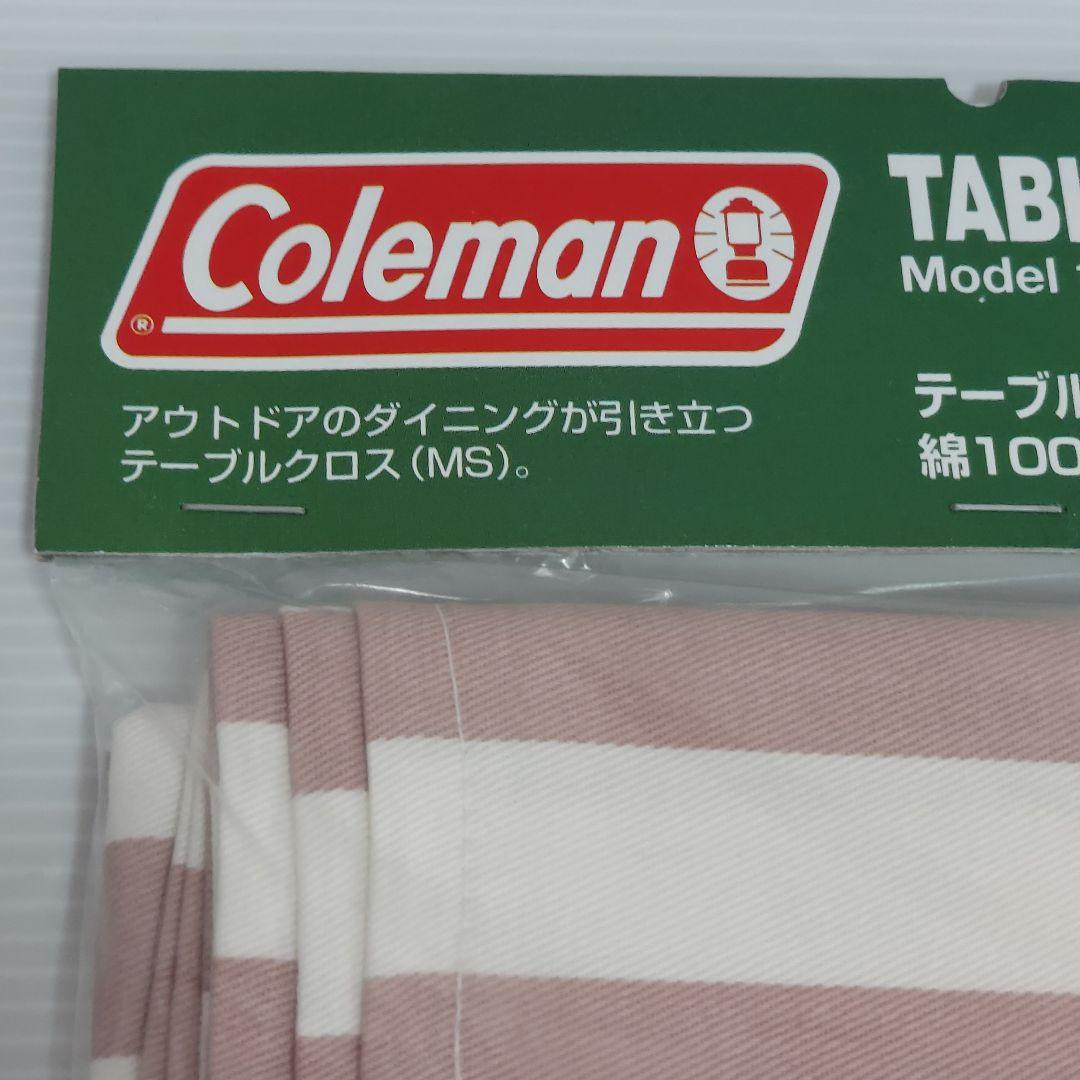 Coleman
®
アウトドアのダイニングが引き立つ
テーブルクロス(MS)。
TABL
Model
テーブル
綿100